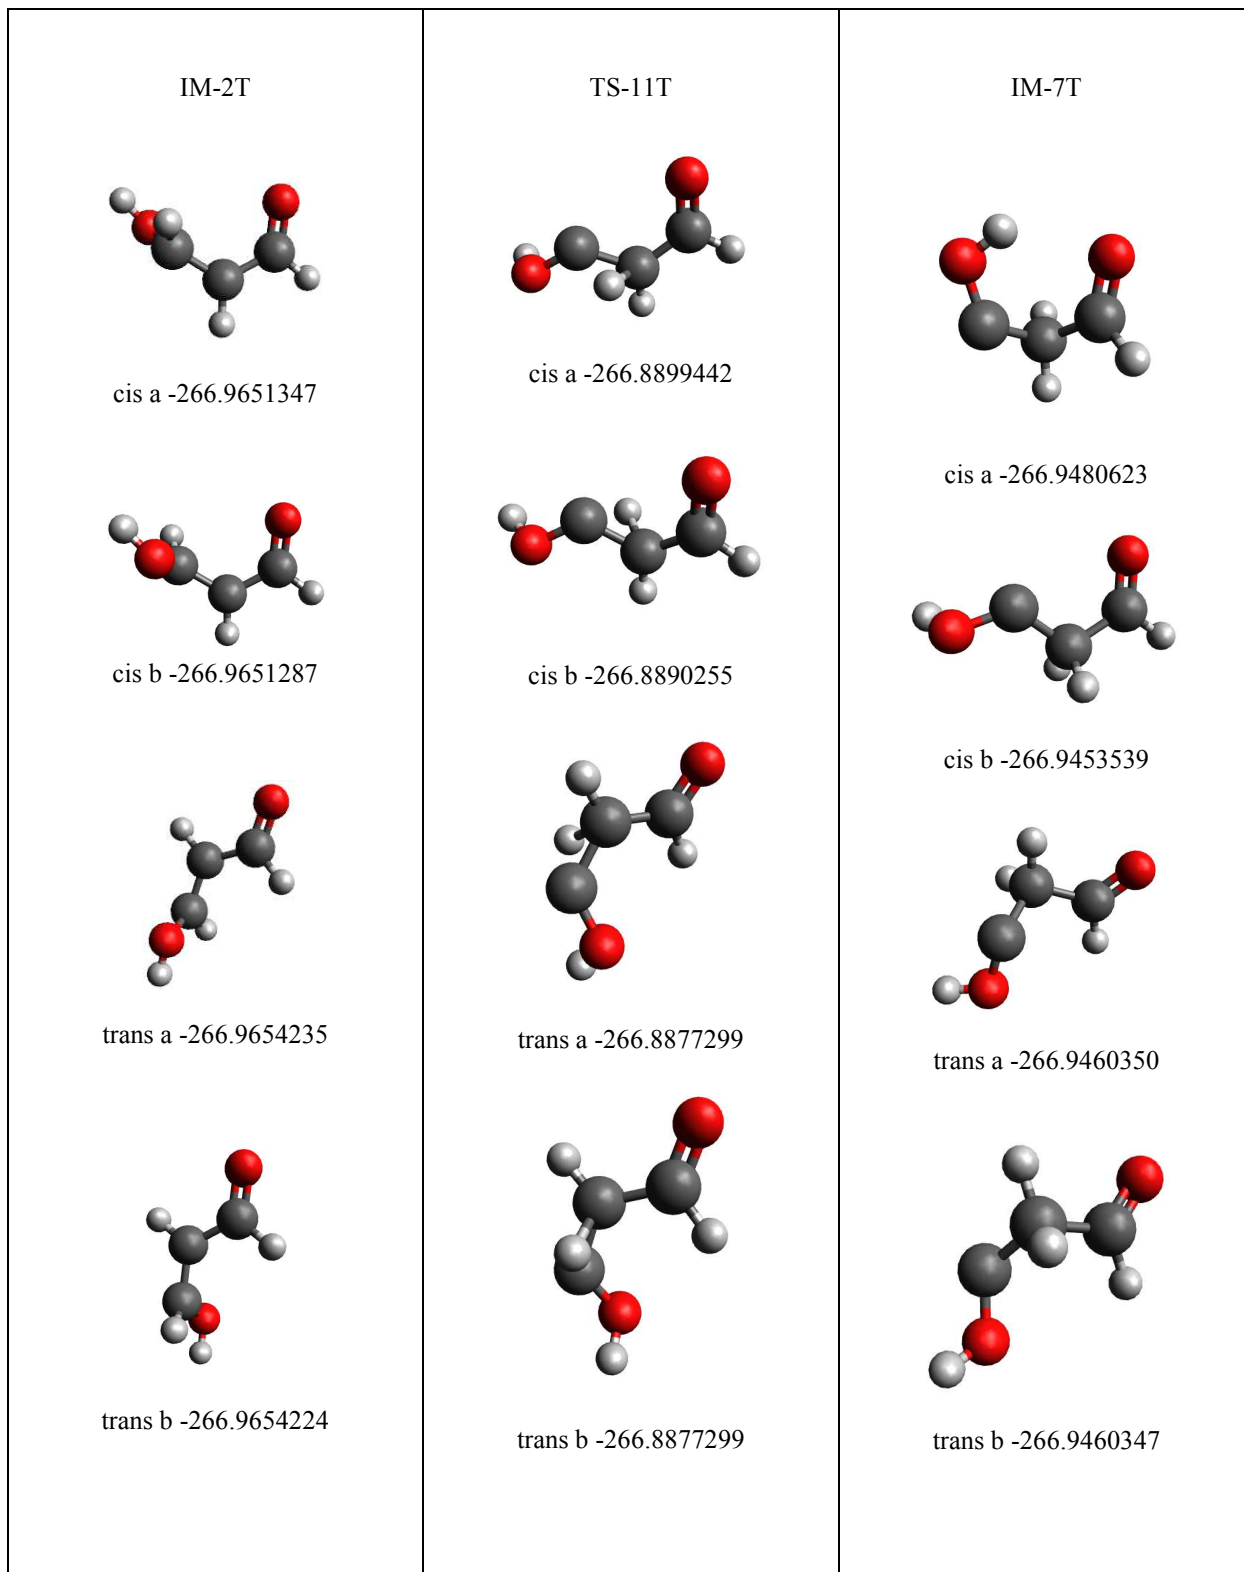 IM-2T
cis a -266.9651347
cis b -266.9651287
trans a -266.9654235
trans b -266.9654224
TS-11T
cis a -266.8899442
cis b -266.8890255
trans a -266.8877299
trans b -266.8877299
IM-7T
cis a -266.9480623
cis b -266.9453539
trans a -266.9460350
trans b -266.9460347